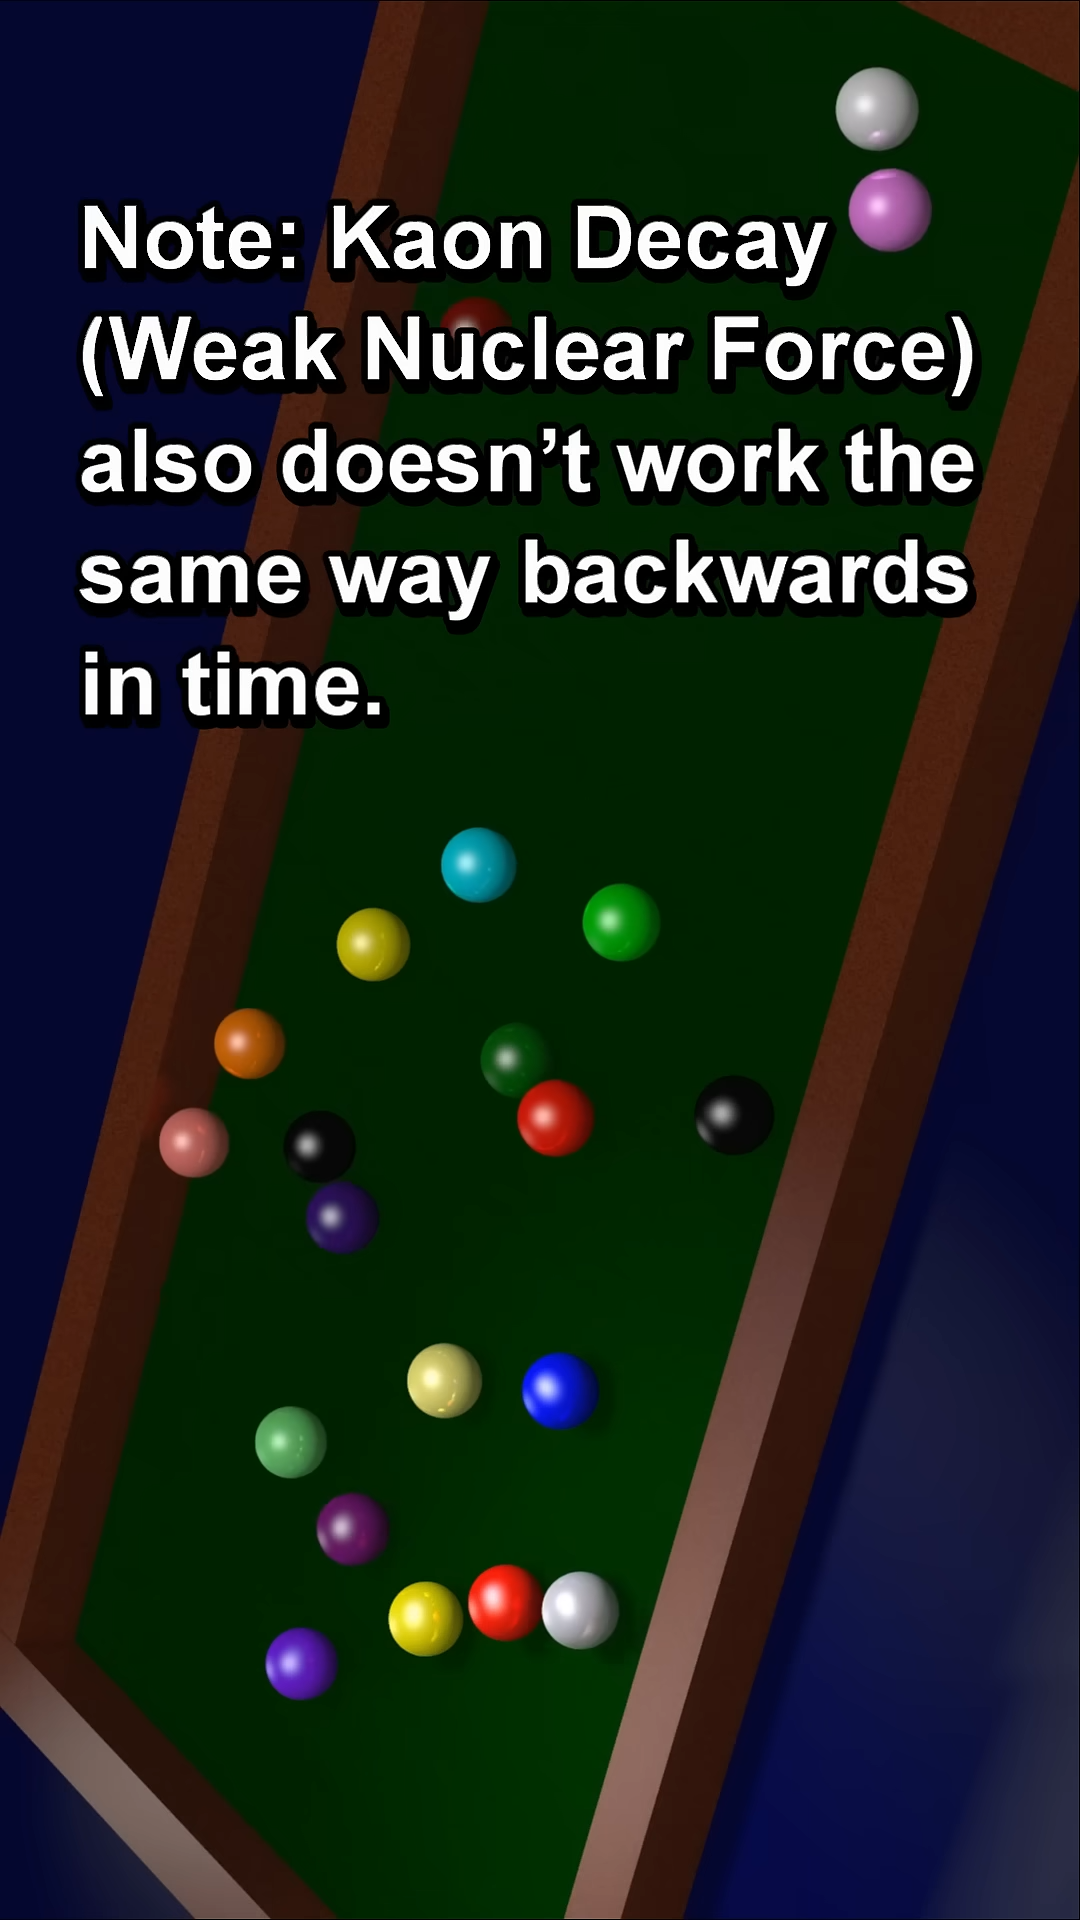 Note: Kaon Decay
(Weak Nuclear Force)
also doesn’t work the
same way backwards
in time.